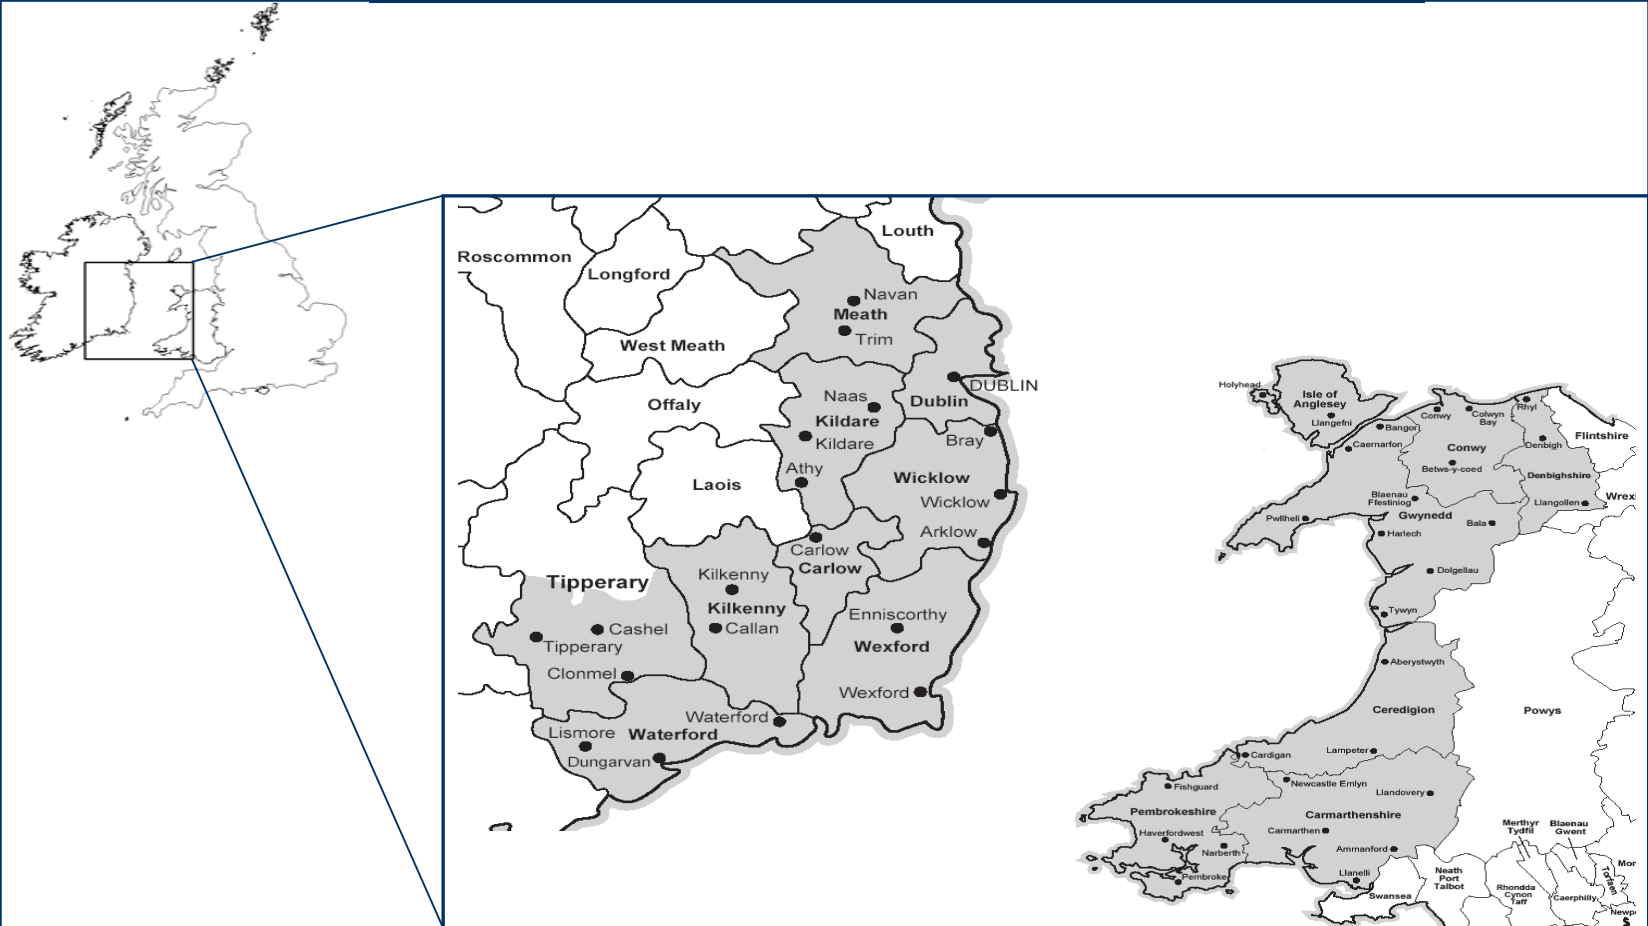 Louth
Roscommon
Longford
Navan
Meath
Trim
West Meath
DUBLIN
Dublin
Offaly
Naas
Kildare
Kildare
Bray
Athy
Laois
Wicklow
Wicklow
Arklow
Carlow
Carlow
Tipperary
Kilkenny
Kilkenny
Callan
Enniscorthy
Wexford
Wexford
Cashel
Tipperary
Clonmel
Waterford
Waterford
Lismore
Dungarvan
Holyhead
Isle of
Anglesey
Llangefni
Bangor
Caernarfon
Conwy
Colwyn
Bay
Rhyl
Flintshire
Conwy
Denbigh
Betws-y-coed
Denbighshire
Llangollen
Wrex
Blaenau
Ffestiniog
Gwynedd
Bala
Pwllheli
Harlech
Dolgellau
Tywyn
Aberystwyth
Ceredigion
Powys
Lampeter
Cardigan
Newcastle Emlyn
Fishguard
Llandovery
Pembrokeshire
Carmarthenshire
Haverfordwest
Carmarthen
Narberth
Ammanford
Pembroke
Llanelli
Swansea
Neath
Port
Talbot
Merthyr
Tydfil
Blaenau
Gwent
Rhondda
Cynon
Taff
Caerphilly
Mor
Torfaen
Newp
S